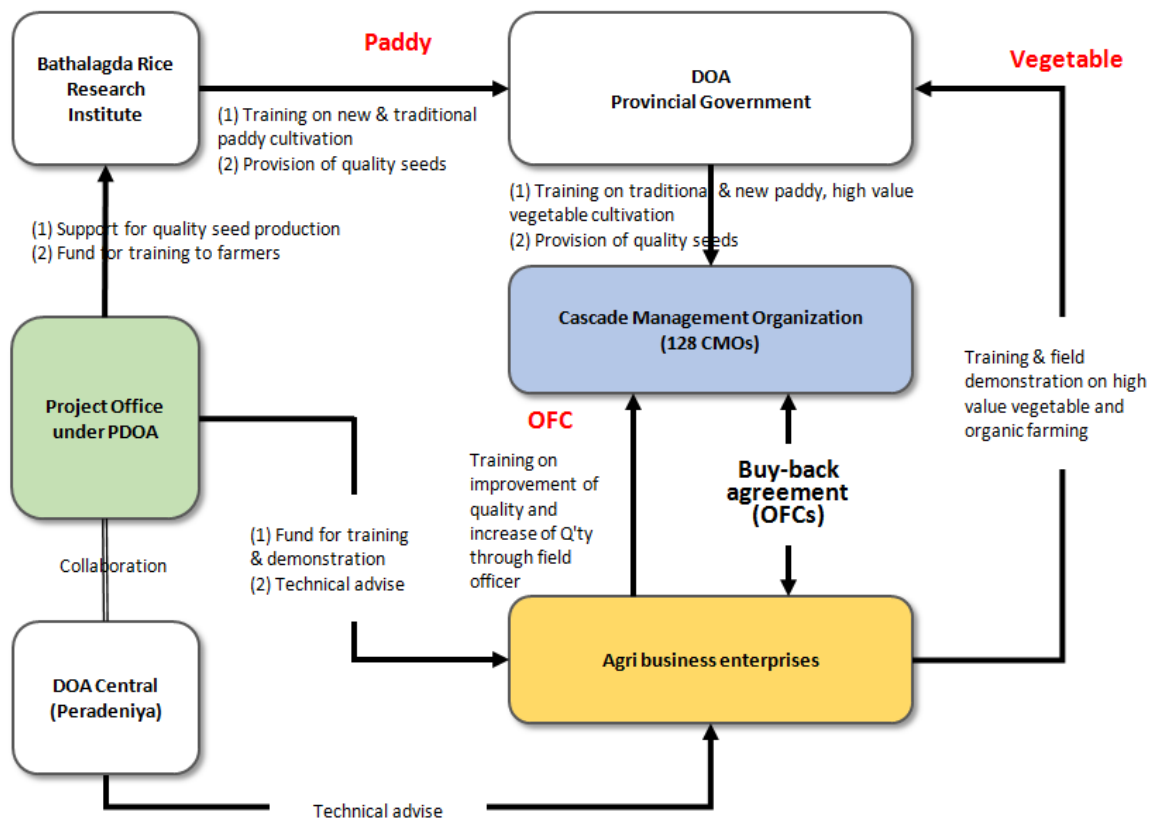 Bathalagda Rice
Research
Institute
Paddy
DOA
Provincial Government
Vegetable
(1) Training on new & traditional
paddy cultivation
(2) Provision of quality seeds
(1) Training on traditional & new paddy, high value
vegetable cultivation
(2) Provision of quality seeds
(1) Support for quality seed production
(2) Fund for training to farmers
Cascade Management Organization
(128 CMOs)
Project Office
under PDOA
Training & field
demonstration on high
value vegetable and
organic farming
OFC
Training on
improvement of
quality and
increase of Q'ty
through field
officer
Buy-back
agreement
(OFCs)
(1) Fund for training
& demonstration
(2) Technical advise
Collaboration
Agri business enterprises
DOA Central
(Peradeniya)
Technical advise